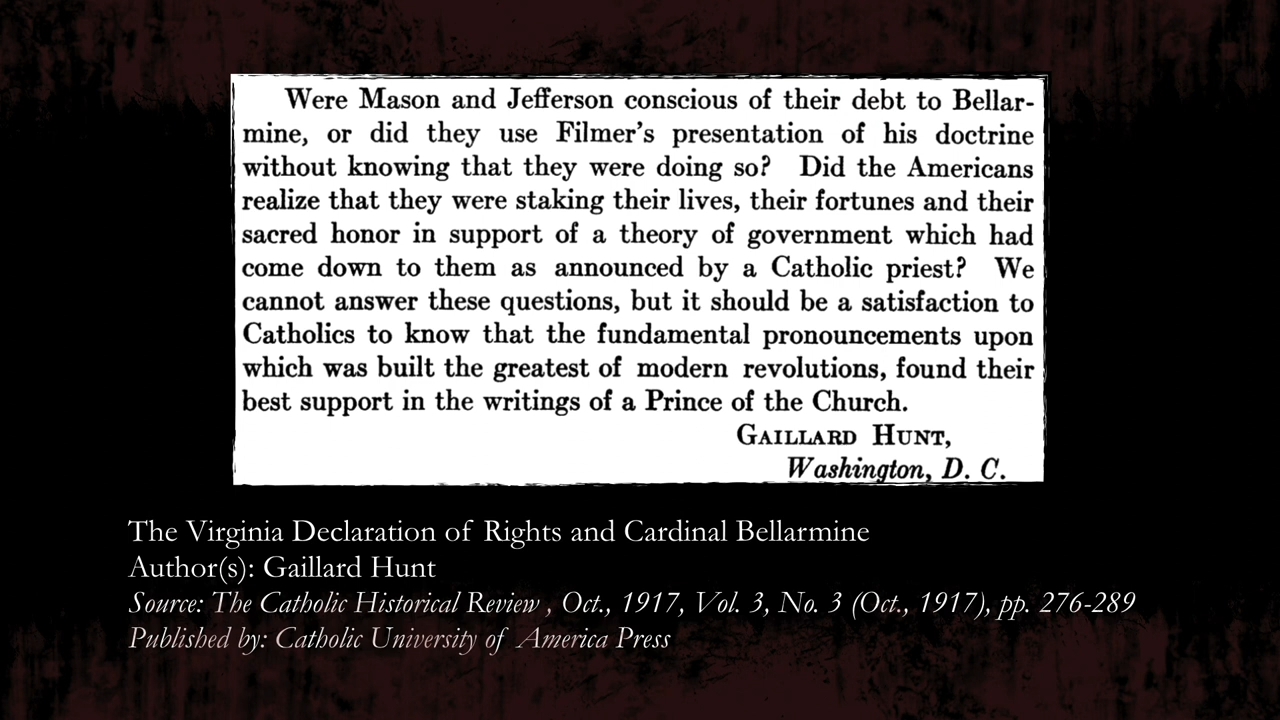 Were Mason and Jefferson conscious of their debt to Bellar-
mine, or did they use Filmer's presentation of his doctrine
without knowing that they were doing so? Did the Americans
realize that they were staking their lives, their fortunes and their
sacred honor in support of a theory of government which had
come down to them as announced by a Catholic priest? We
cannot answer these questions, but it should be a satisfaction to
Catholics to know that the fundamental pronouncements upon
which was built the greatest of modern revolutions, found their
best support in the writings of a Prince of the Church.
GAILLARD HUNT,
Washington, D. C.
The Virginia Declaration of Rights and Cardinal Bellarmine
Author(s): Gaillard Hunt
Source: The Catholic Historical Review , Oct., 1917, Vol. 3, No. 3 (Oct., 1917), pp. 276-289
Published by: Catholic University of America Press